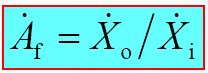 Ȧf = Ẋo/Ẋi